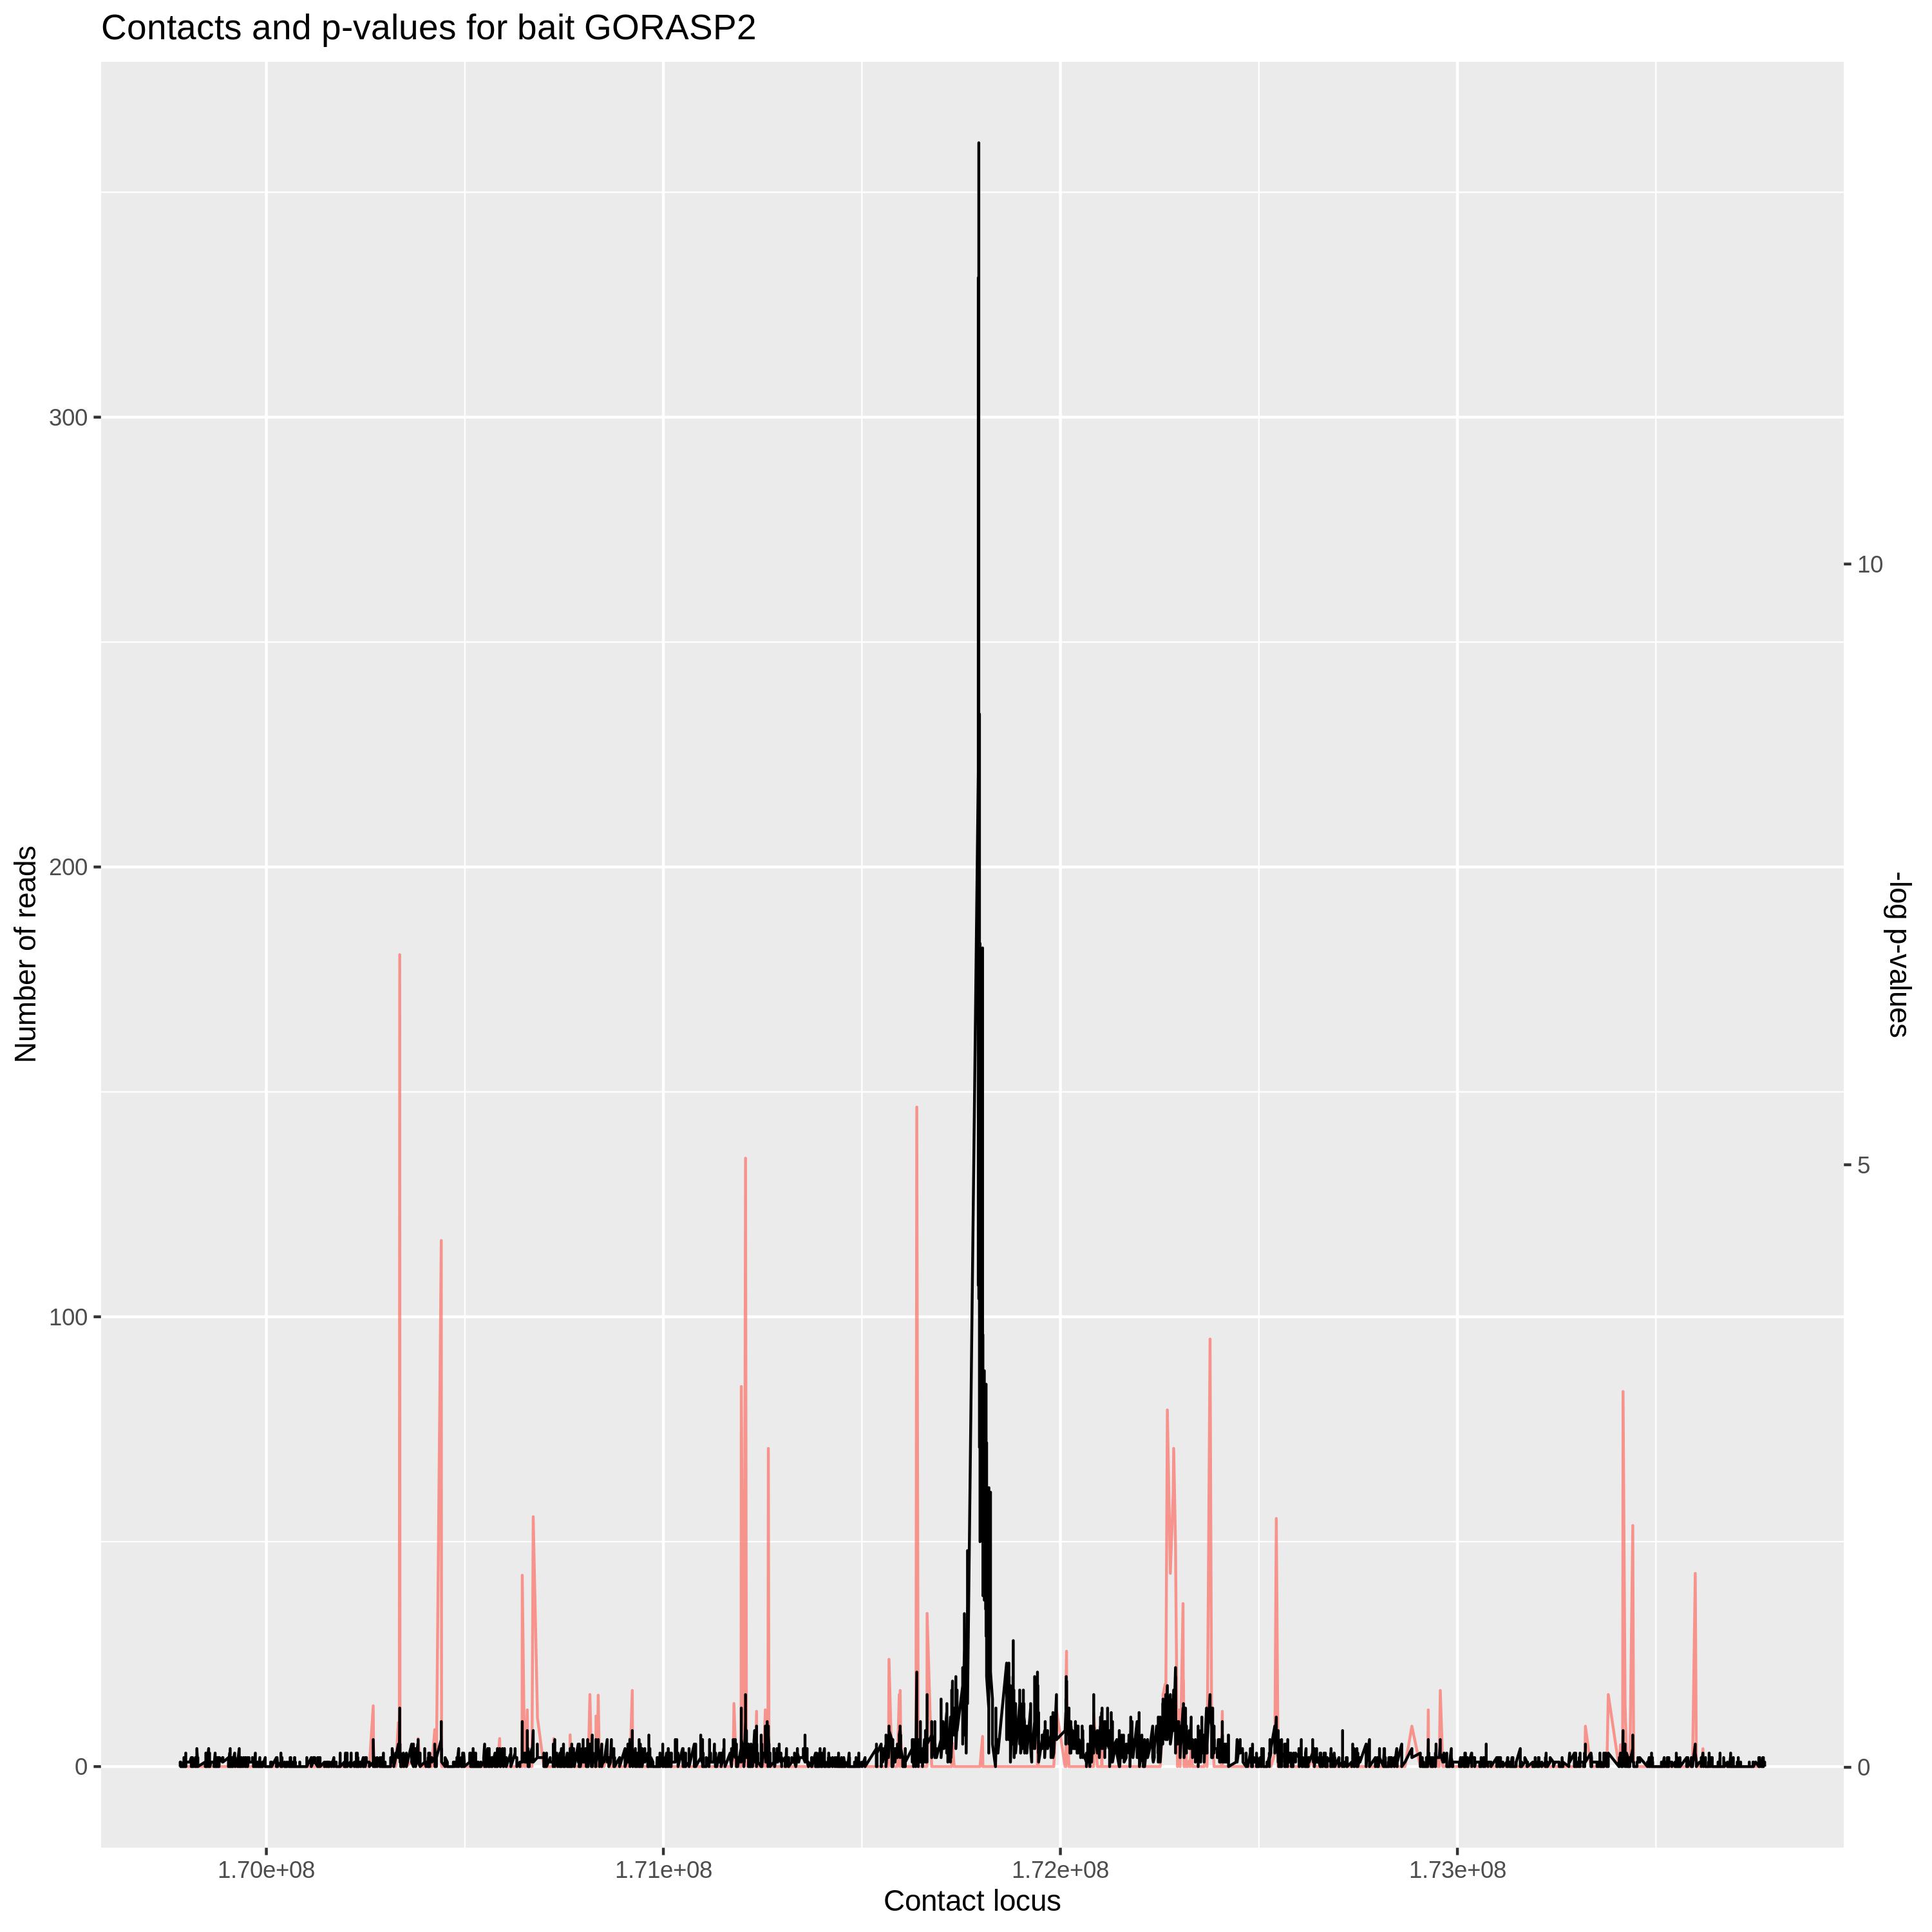 Contacts and p-values for bait GORASP2
Number of reads
300
200
100
0
10
5
0
-log p-values
1.70e+08
1.71e+08
1.72e+08
1.73e+08
Contact locus